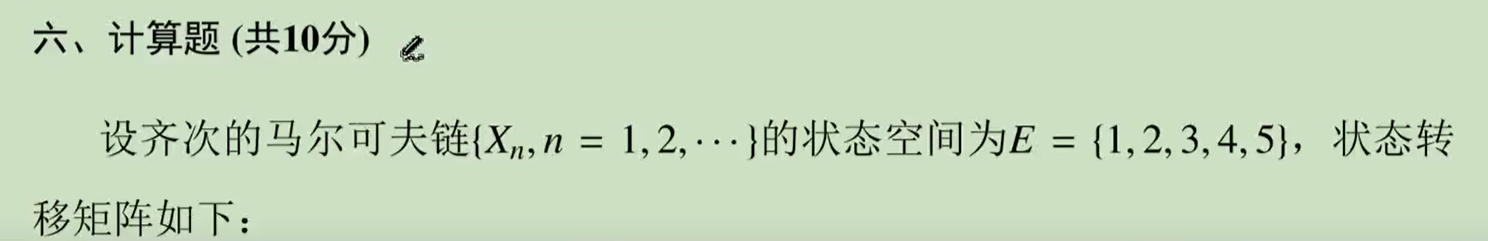 六、计算题 (共10分)
设齐次的马尔可夫链{Xₙ, n = 1, 2, ⋯}的状态空间为E = {1, 2, 3, 4, 5}，状态转
移矩阵如下：